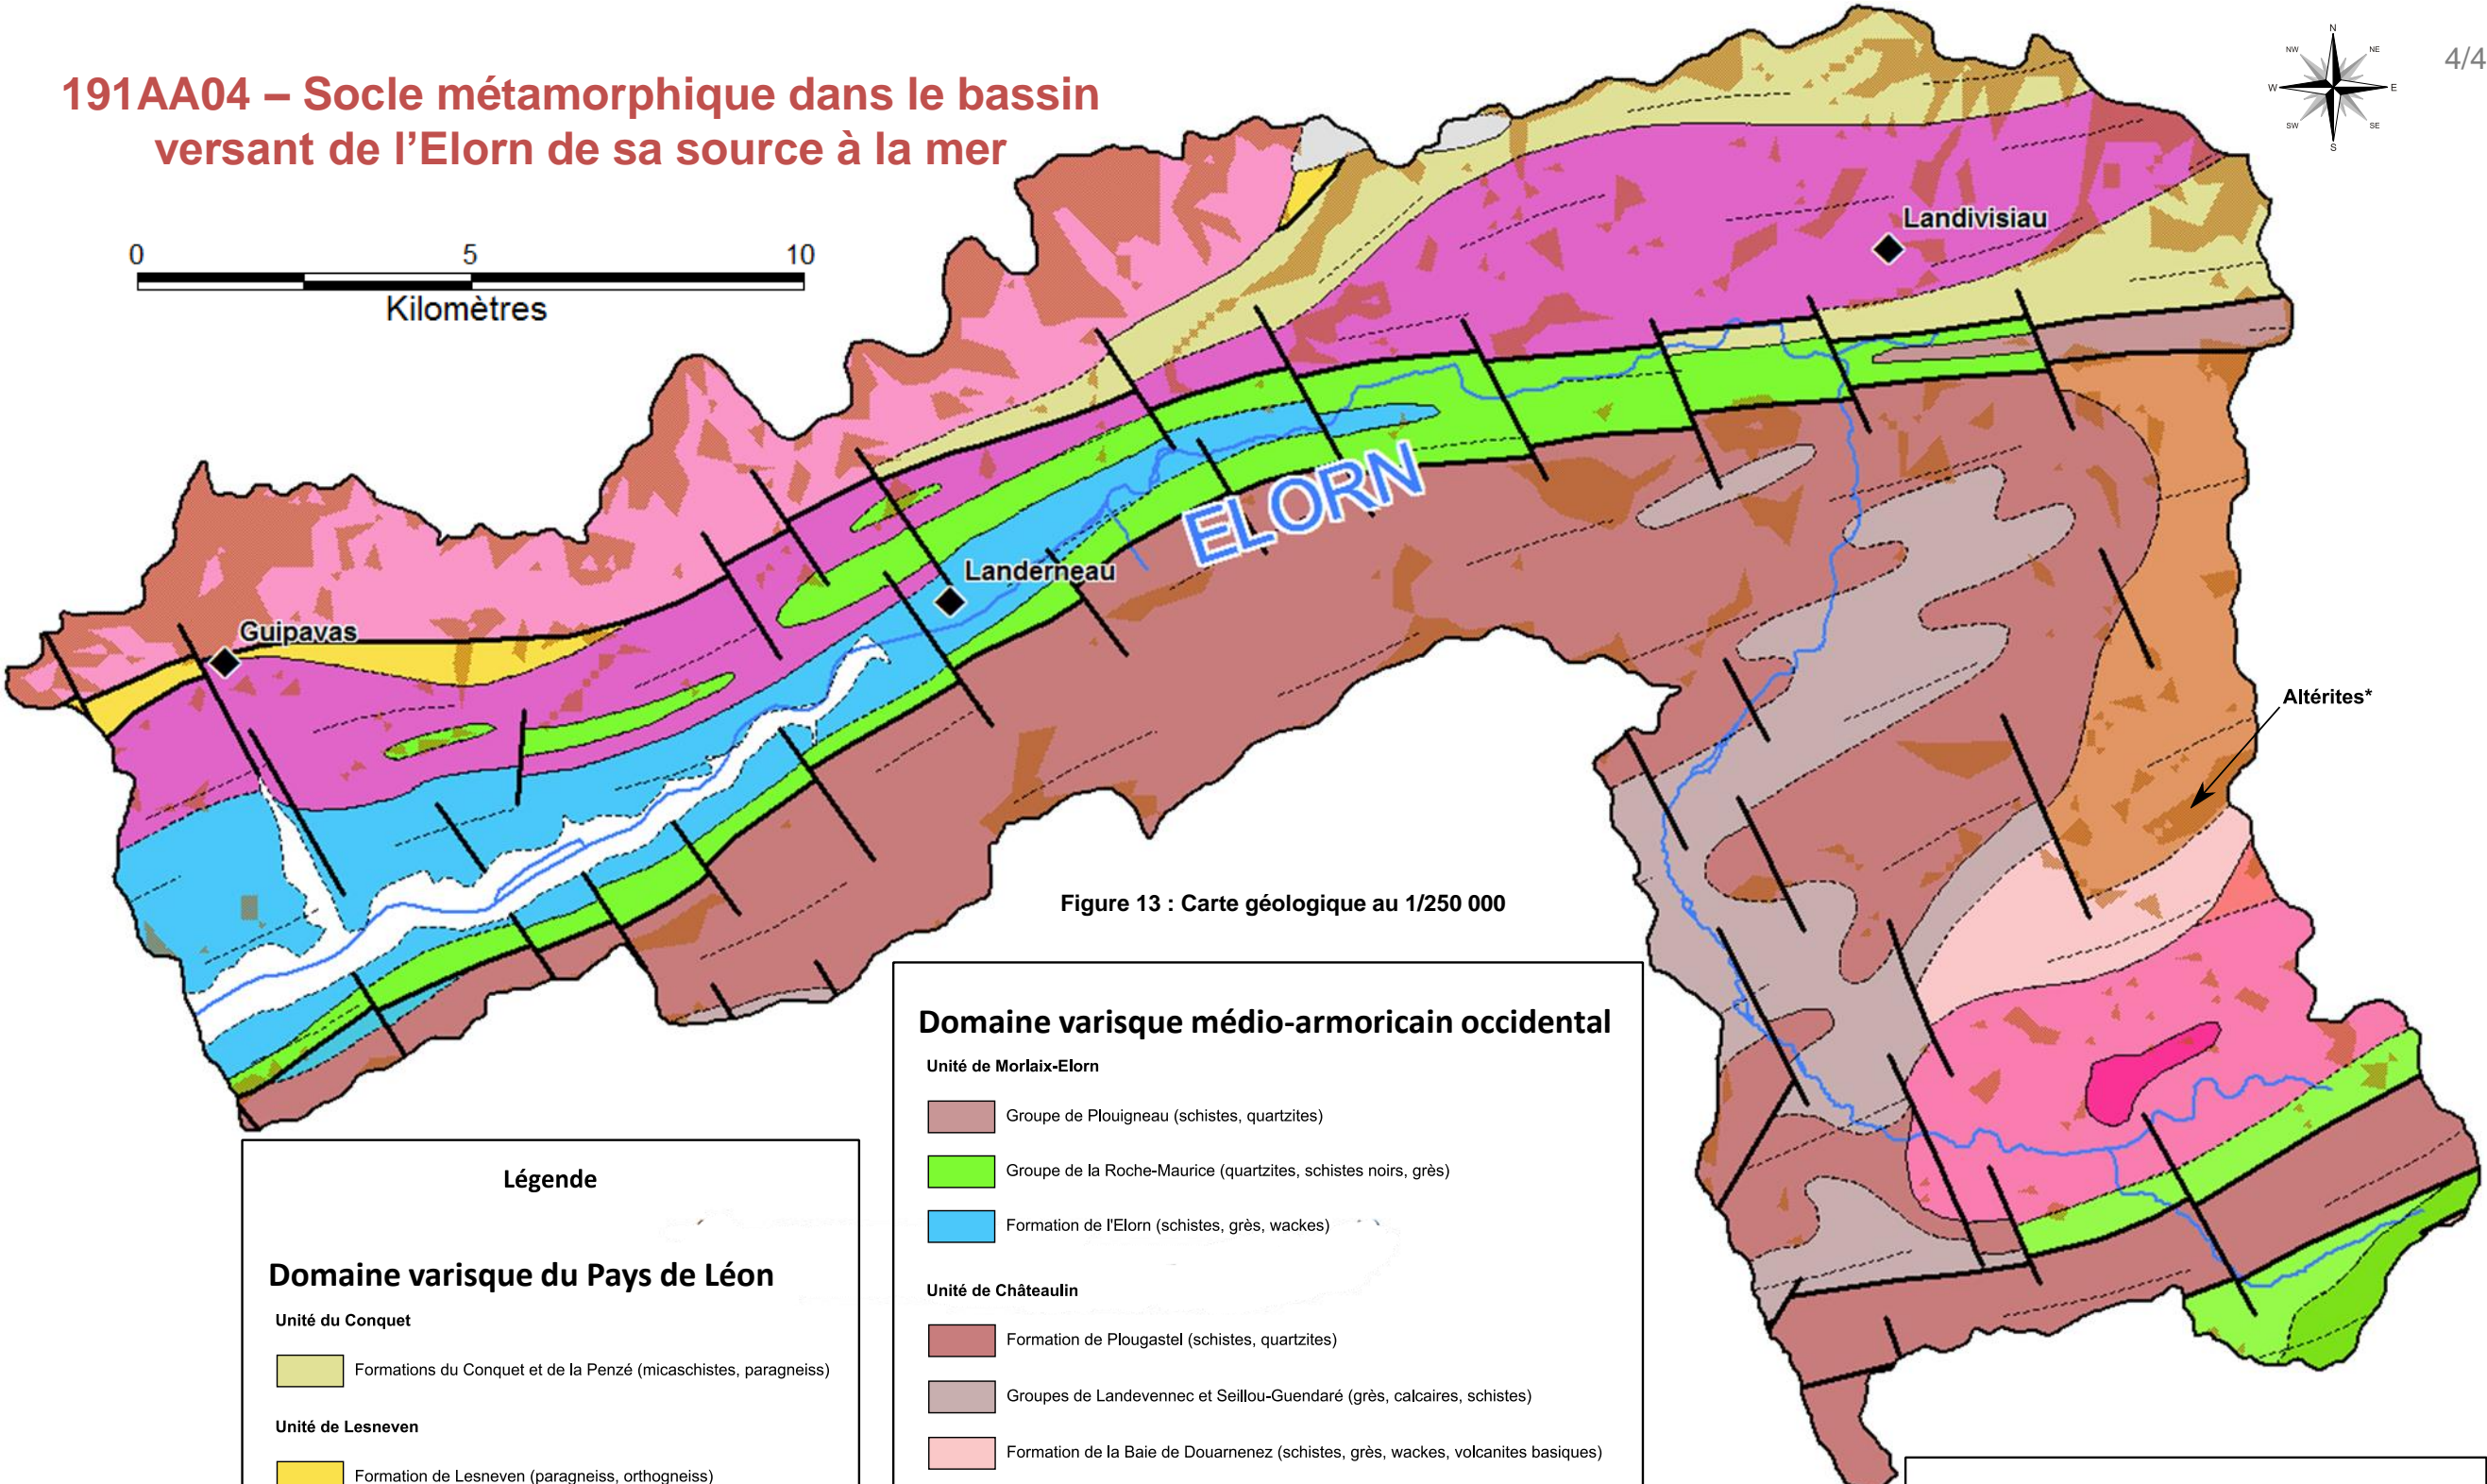 191AA04 – Socle métamorphique dans le bassin
versant de l'Elorn de sa source à la mer
4/4
N
NE
E
SE
S
SW
W
NW
0 5 10
Kilomètres
Landivisiau
ELORN
Landerneau
Guipavas
Altérites*
Figure 13 : Carte géologique au 1/250 000
Légende
Domaine varisque du Pays de Léon
Unité du Conquet
Formations du Conquet et de la Penzé (micaschistes, paragneiss)
Unité de Lesneven
Formation de Lesneven (paragneiss, orthogneiss)
Domaine varisque médio-armoricain occidental
Unité de Morlaix-Elorn
Groupe de Plouigneau (schistes, quartzites)
Groupe de la Roche-Maurice (quartzites, schistes noirs, grès)
Formation de l'Elorn (schistes, grès, wackes)
Unité de Châteaulin
Formation de Plougastel (schistes, quartzites)
Groupes de Landevennec et Seillou-Guendaré (grès, calcaires, schistes)
Formation de la Baie de Douarnenez (schistes, grès, wackes, volcanites basiques)